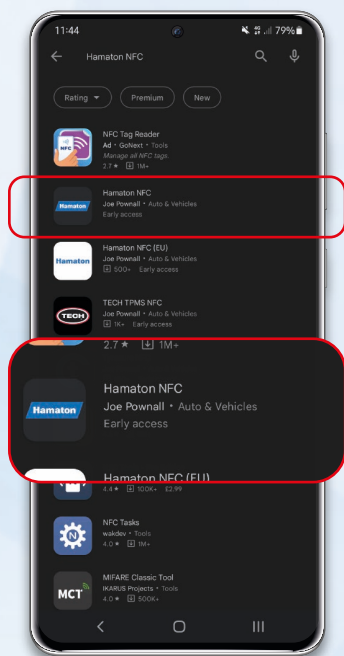 11:44
4G
79%
Hamaton NFC
Rating
Premium
New
NFC
NFC Tag Reader
Ad • GoNext • Tools
Manage all NFC tags.
2.7★ 1M+
Hamaton
Hamaton NFC
Joe Pownall • Auto & Vehicles
Early access
Hamaton
Hamaton NFC (EU)
Joe Pownall • Auto & Vehicles
500+ Early access
TECH
TECH TPMS NFC
Joe Pownall • Auto & Vehicles
1K+ Early access
2.7★ 1M+
Hamaton
Hamaton NFC
Joe Pownall • Auto & Vehicles
Early access
Hamaton NFC (EU)
4.4★ 100K+ £2.99
N
NFC Tasks
wakdev • Tools
4.0★ 1M+
MCT
MIFARE Classic Tool
IKARUS Projects • Tools
4.0★ 500K+